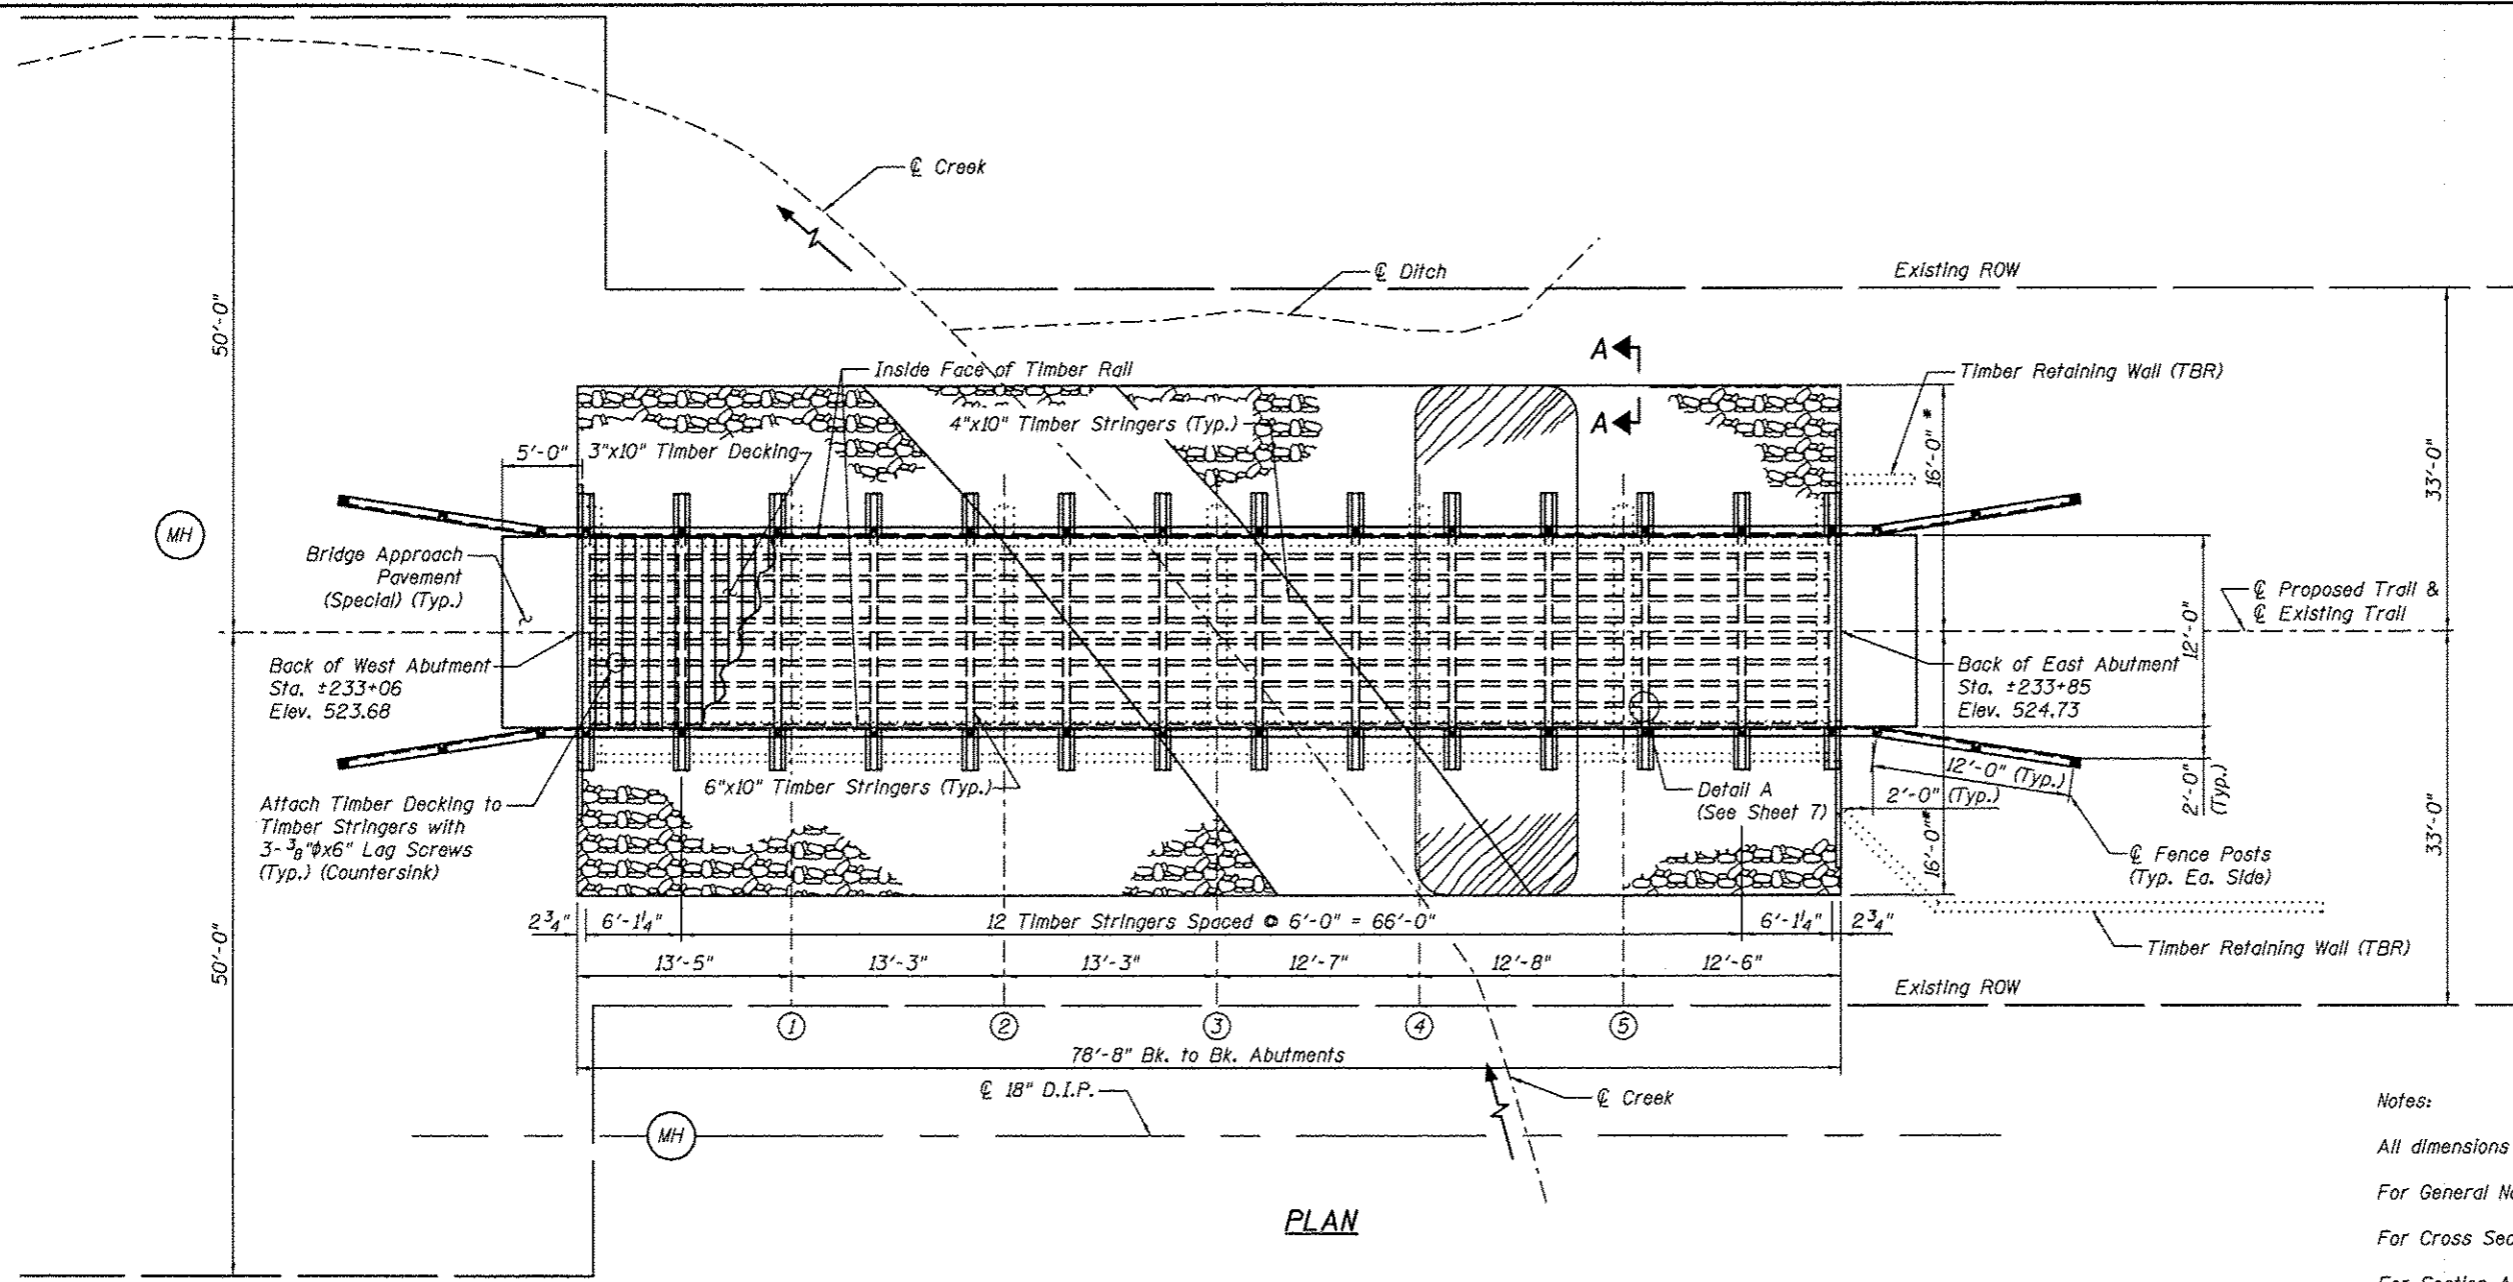 ℄ Creek
℄ Ditch
Existing ROW
50'-0"
A
Inside Face of Timber Rail
Timber Retaining Wall (TBR)
4"x10" Timber Stringers (Typ.)
A
16'-0" *
33'-0"
5'-0"
3"x10" Timber Decking
MH
Bridge Approach
Pavement
(Special) (Typ.)
℄ Proposed Trail &
℄ Existing Trail
12'-0"
Back of West Abutment
Sta. ±233+06
Elev. 523.68
Back of East Abutment
Sta. ±233+85
Elev. 524.73
6"x10" Timber Stringers (Typ.)
Detail A
(See Sheet 7)
12'-0" (Typ.)
2'-0" (Typ.)
2'-0"
(Typ.)
Attach Timber Decking to
Timber Stringers with
3-3/8"ϕx6" Lag Screws
(Typ.) (Countersink)
16'-0"*
33'-0"
℄ Fence Posts
(Typ. Ea. Side)
2 3/4"
6'-1 1/4"
12 Timber Stringers Spaced @ 6'-0" = 66'-0"
6'-1 1/4"
2 3/4"
Timber Retaining Wall (TBR)
50'-0"
13'-5"
13'-3"
13'-3"
12'-7"
12'-8"
12'-6"
Existing ROW
1
2
3
4
5
78'-8" Bk. to Bk. Abutments
℄ 18" D.I.P.
℄ Creek
MH
Notes:
All dimensions
For General
For Cross
PLAN